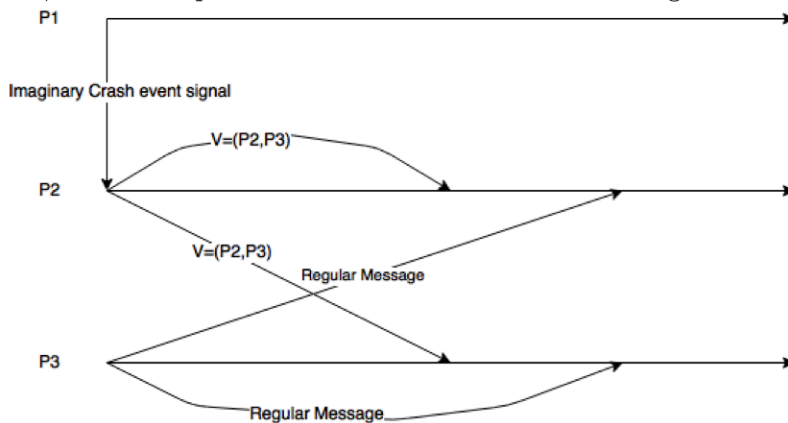 P1
Imaginary Crash event signal
V=(P2,P3)
P2
V=(P2,P3)
Regular Message
P3
Regular Message